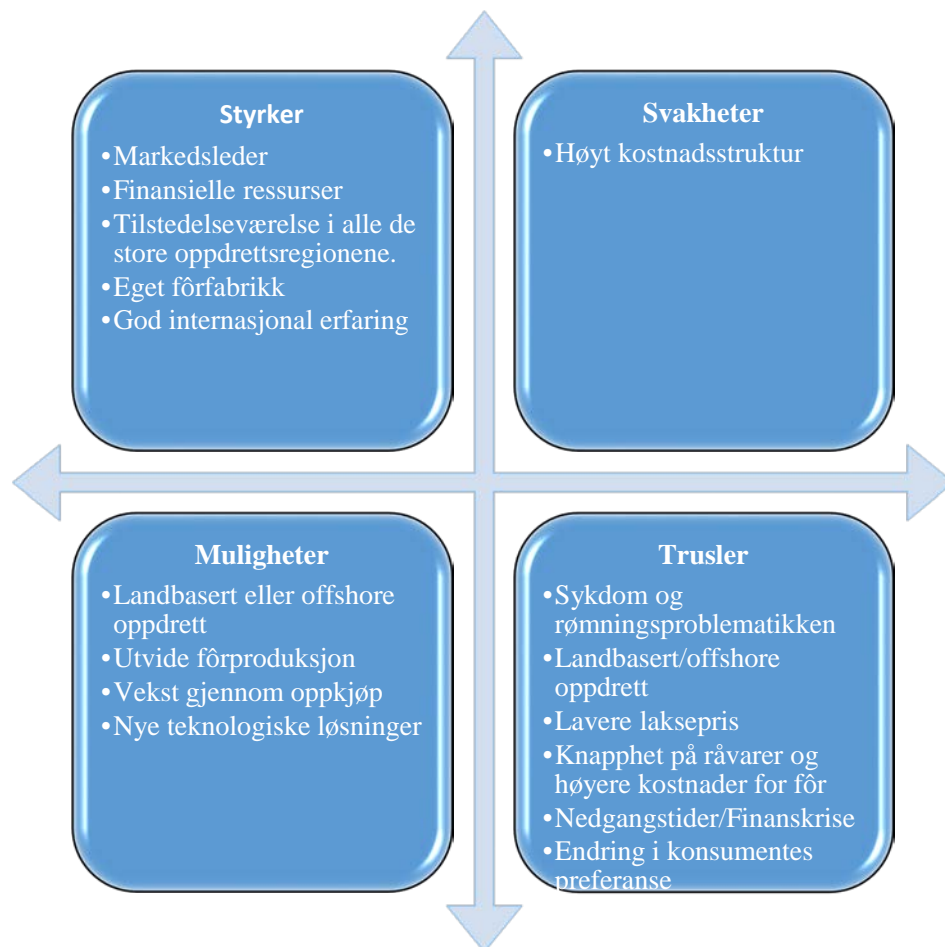 Styrker
•Markedsleder
•Finansielle ressurser
•Tilstedelseværelse i alle de
store oppdrettsregionene.
•Eget fôrfabrikk
•God internasjonal erfaring
Svakheter
•Høyt kostnadsstruktur
Muligheter
•Landbasert eller offshore
oppdrett
•Utvide fôrproduksjon
•Vekst gjennom oppkjøp
•Nye teknologiske løsninger
Trusler
•Sykdom og
rømningsproblematikken
•Landbasert/offshore
oppdrett
•Lavere laksepris
•Knapphet på råvarer og
høyere kostnader for fôr
•Nedgangstider/Finanskrise
•Endring i konsumentes
preferanse